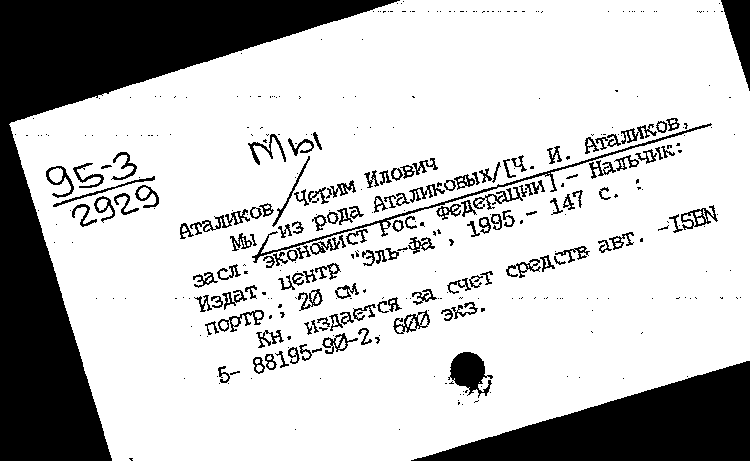 Мы
95-3
2929
Аталиков, Черим Илович
Мы -из рода Аталиковых/[Ч. И. Аталиков,
засл. экономист Рос. Федерации].- Нальчик:
Издат. центр "Эль-Фа", 1995.- 147 с. :
портр.; 20 см.
Кн. издается за счет средств авт. -ISBN
5- 88195-90-2, 600 экз.